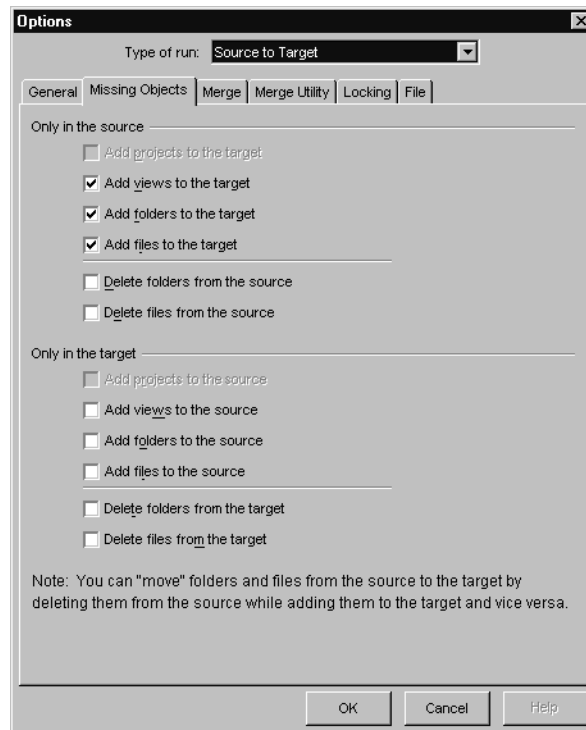 Options
Type of run: Source to Target
General Missing Objects Merge Merge Utility Locking File
Only in the source
Add projects to the target
Add views to the target
Add folders to the target
Add files to the target
Delete folders from the source
Delete files from the source
Only in the target
Add projects to the source
Add views to the source
Add folders to the source
Add files to the source
Delete folders from the target
Delete files from the target
Note: You can "move" folders and files from the source to the target by
deleting them from the source while adding them to the target and vice versa.
OK Cancel Help